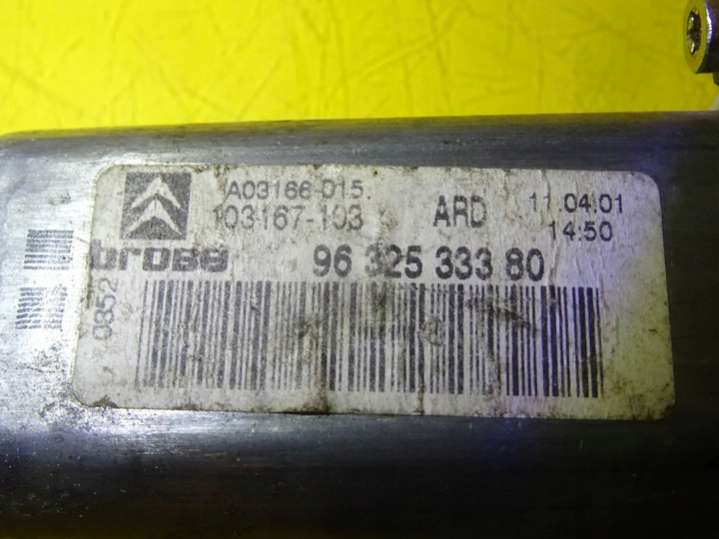 A03166-015.
103167-103 ARD 11.04.01
14:50
brose 96 325 333 80
0852